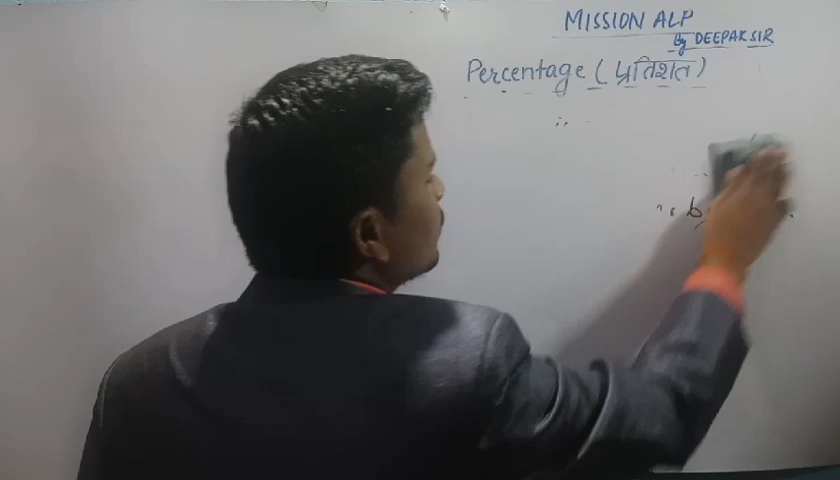 MISSION ALP
By DEEPAK SIR
Percentage (प्रतिशत)